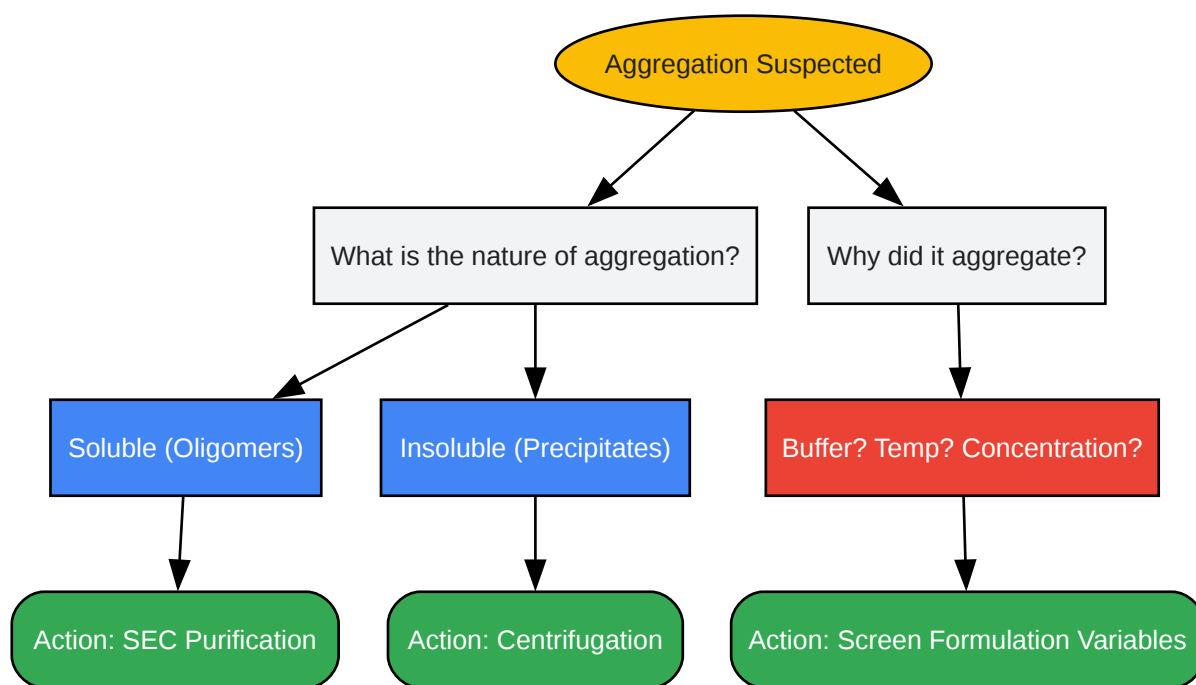 Aggregation Suspected
What is the nature of aggregation?
Why did it aggregate?
Soluble (Oligomers)
Insoluble (Precipitates)
Buffer? Temp? Concentration?
Action: SEC Purification
Action: Centrifugation
Action: Screen Formulation Variables